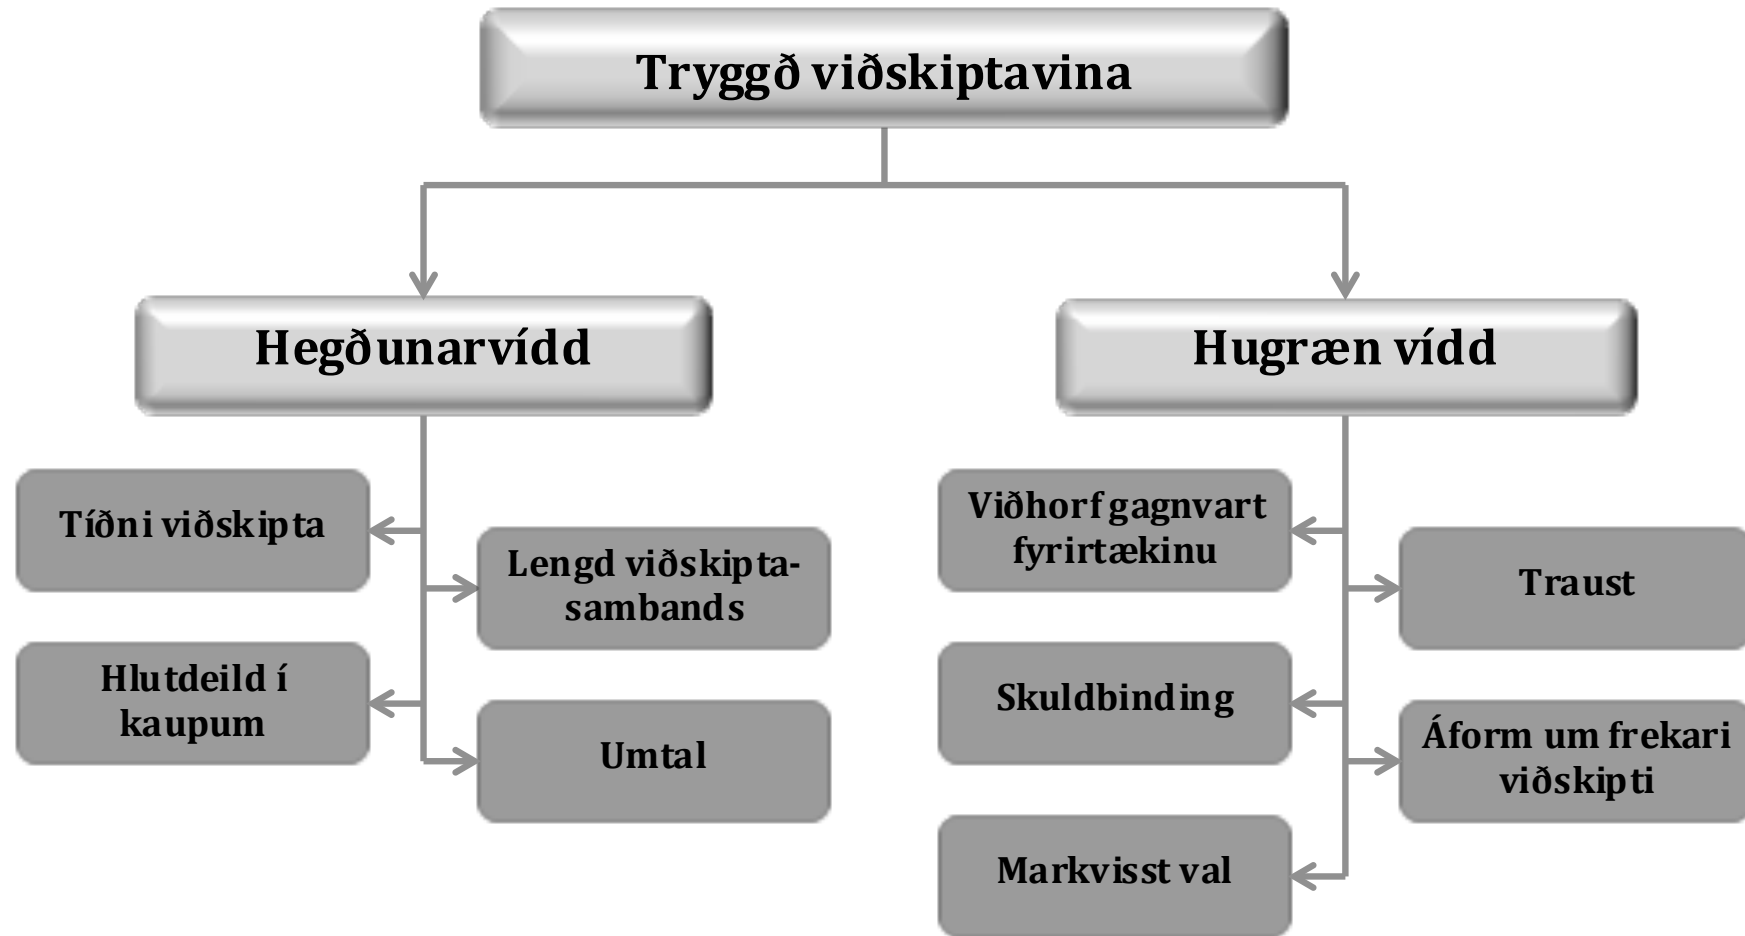 Tryggð viðskiptavina
Hegðunarvídd
Tíðni viðskipta
Lengd viðskipta-
sambands
Hlutdeild í
kaupum
Umtal
Hugræn vídd
Viðhorf gagnvart
fyrirtækinu
Traust
Skuldbinding
Áform um frekari
viðskipti
Markvisst val